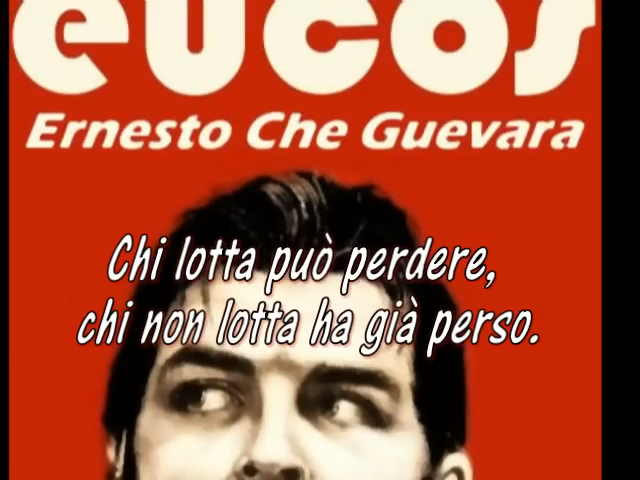 eucos
Ernesto Che Guevara
Chi lotta può perdere,
chi non lotta ha già perso.